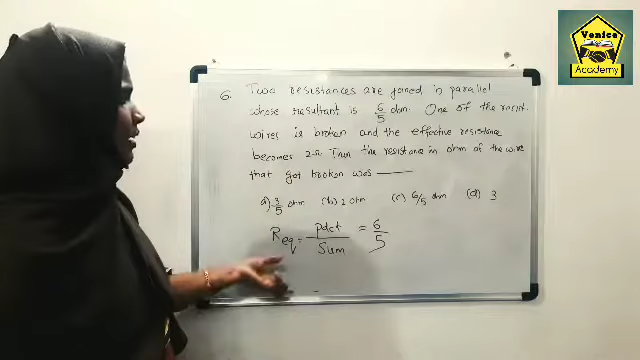 Venice
Academy
6. Two resistances are joined in parallel
whose resultant is 6/5 ohm. One of the resist.
wires is broken and the effective resistance
becomes 2Ω Then the resistance in ohm of the wire
that got broken was ———
a) 3/5 ohm (b) 2 ohm (c) 6/5 ohm (d) 3
Req = pdct/Sum = 6/5